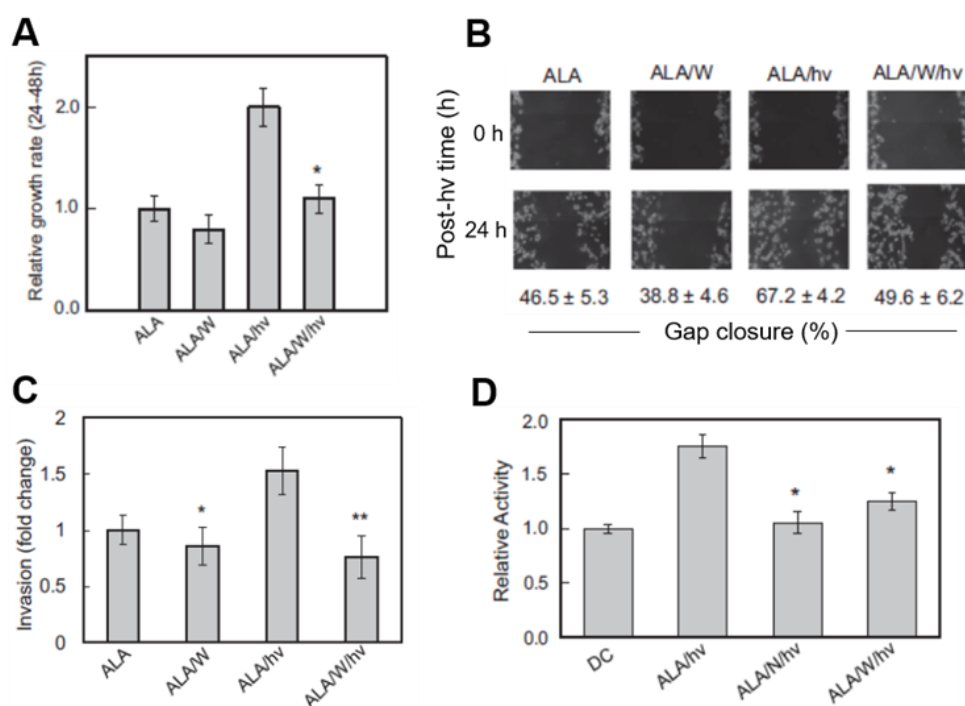 A
Relative growth rate (24-48h)
2.0
1.0
0.0
*
ALA
ALA/W
ALA/hv
ALA/W/hv
B
ALA
ALA/W
ALA/hv
ALA/W/hv
Post-hv time (h)
0 h
24 h
46.5 ± 5.3
38.8 ± 4.6
67.2 ± 4.2
49.6 ± 6.2
Gap closure (%)
C
Invasion (fold change)
2
1.5
1
0.5
0
*
**
ALA
ALA/W
ALA/hv
ALA/W/hv
D
Relative Activity
2.0
1.5
1.0
0.5
0.0
*
*
DC
ALA/hv
ALA/N/hv
ALA/W/hv